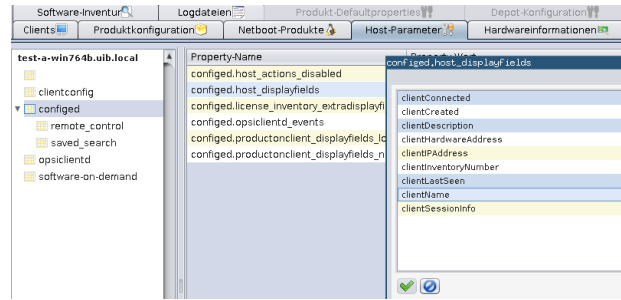 Software-Inventur
Logdateien
Produkt-Defaultproperties
Depot-Konfiguration
Clients
Produktkonfiguration
Netboot-Produkte
Host-Parameter
Hardwareinformationen
test-a-win764b.uib.local
clientconfig
configed
remote_control
saved_search
opsiclientd
software-on-demand
Property-Name
configed.host_actions_disabled
configed.host_displayfields
configed.license_inventory_extradisplayfi
configed.opsiclientd_events
configed.productonclient_displayfields_lo
configed.productonclient_displayfields_n
configed.host_displayfields
clientConnected
clientCreated
clientDescription
clientHardwareAddress
clientIPAddress
clientInventoryNumber
clientLastSeen
clientName
clientSessionInfo